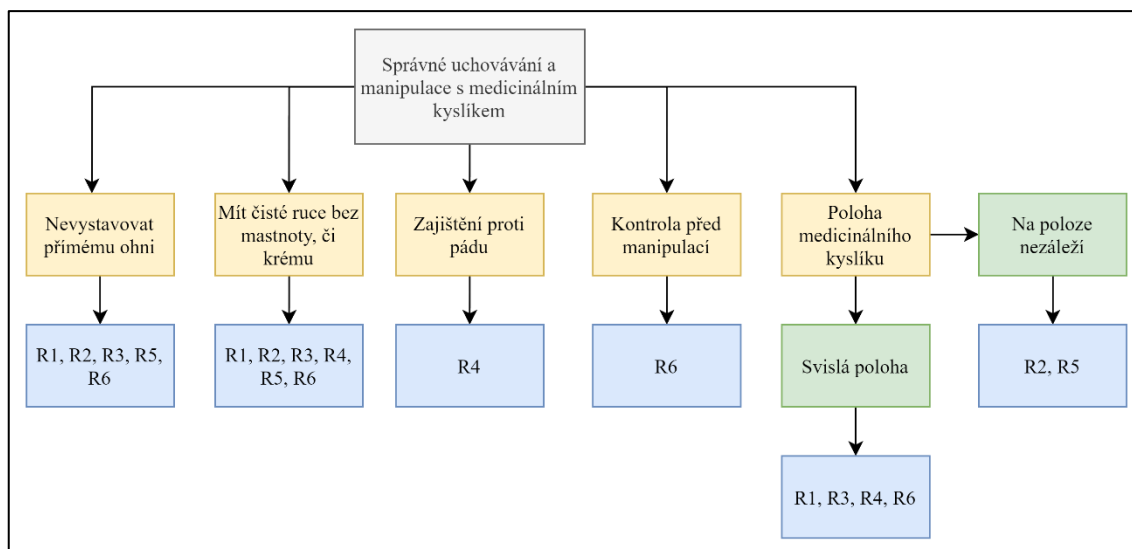 Správné uchovávání a
manipulace s medicinálním
kyslíkem
Nevystavovat
přímému ohni
Mít čisté ruce bez
mastnoty, či
krému
Zajištění proti
pádu
Kontrola před
manipulací
Poloha
medicinálního
kyslíku
Na poloze
nezáleží
R1, R2, R3, R5,
R6
R1, R2, R3, R4,
R5, R6
R4
R6
Svislá poloha
R2, R5
R1, R3, R4, R6